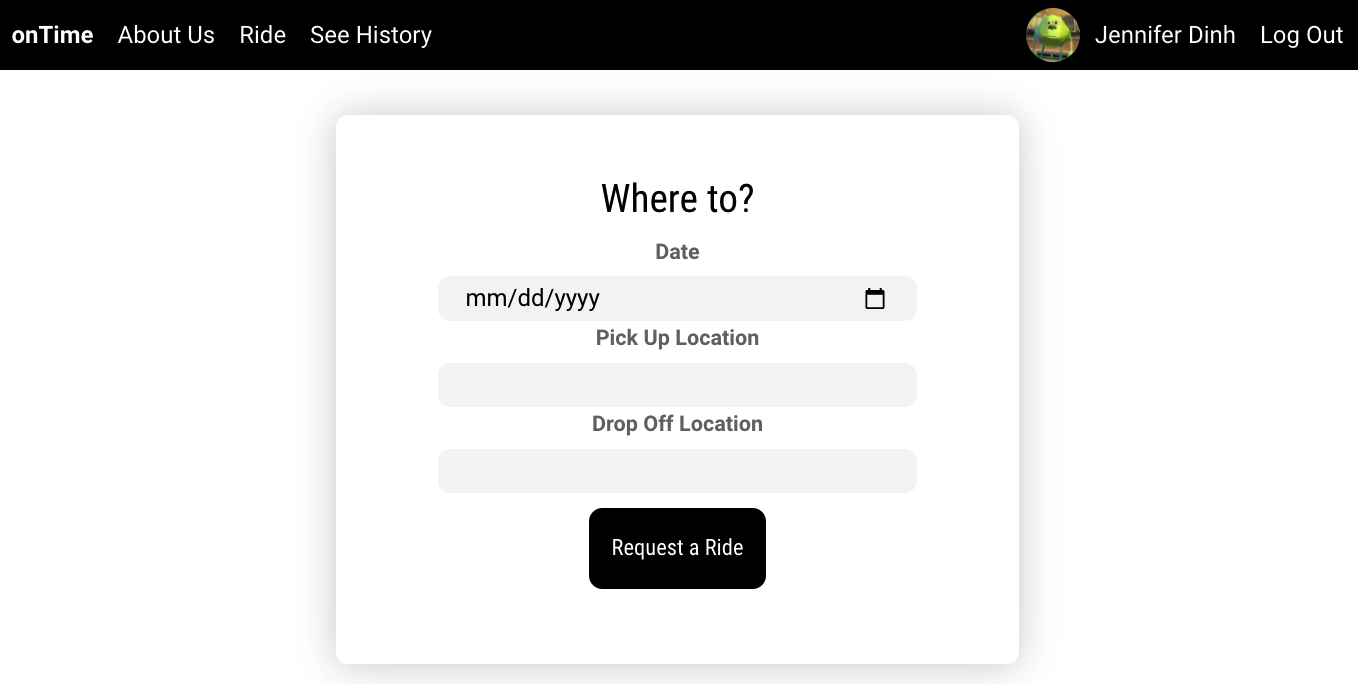 onTime About Us Ride See History Jennifer Dinh Log Out
Where to?
Date
mm/dd/yyyy
Pick Up Location
Drop Off Location
Request a Ride